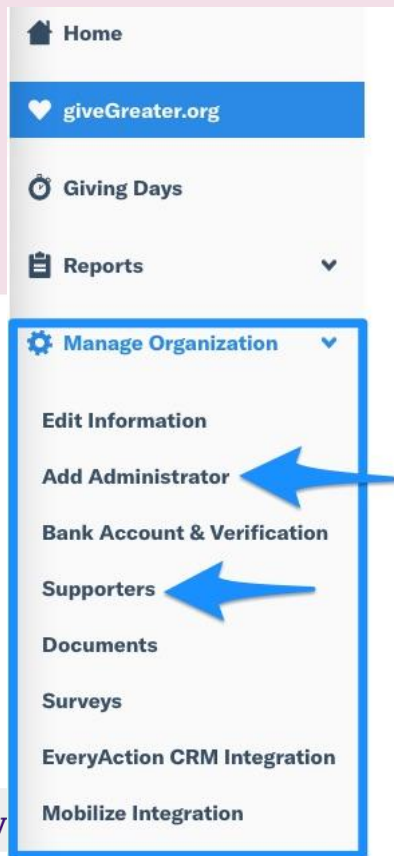 Home
giveGreater.org
Giving Days
Reports
Manage Organization
Edit Information
Add Administrator
Bank Account & Verification
Supporters
Documents
Surveys
EveryAction CRM Integration
Mobilize Integration